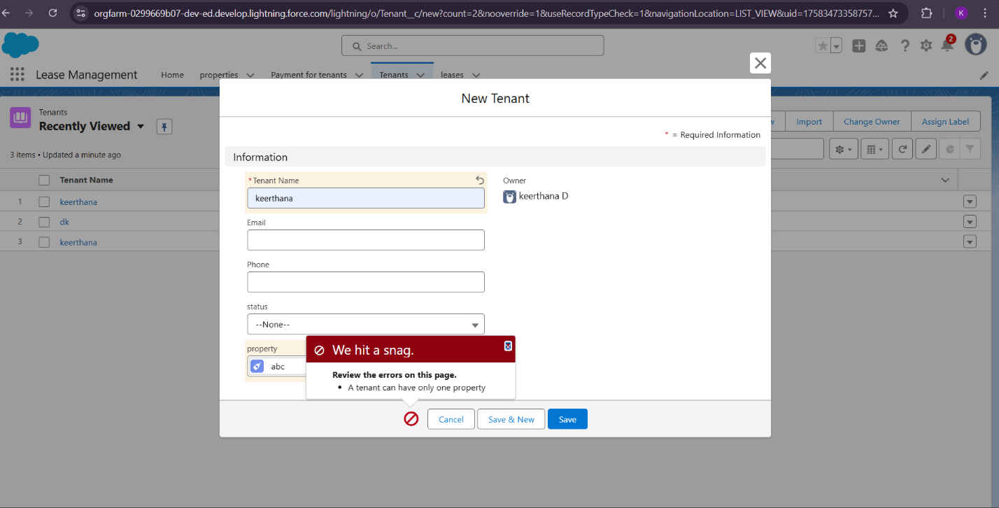 orgfarm-0299669b07-dev-ed.develop.lightning.force.com/lightning/o/Tenant__c/new?count=2&nooverride=1&useRecordTypeCheck=1&navigationLocation=LIST_VIEW&uid=17583473358757...
K
Search...
2
Lease Management
Home
properties
Payment for tenants
Tenants
leases
New Tenant
Tenants
Recently Viewed
Import
Change Owner
Assign Label
* = Required Information
3 items • Updated a minute ago
Information
Tenant Name
* Tenant Name
Owner
keerthana
keerthana D
1 keerthana
2 dk
3 keerthana
Email
Phone
status
--None--
property
abc
We hit a snag.
Review the errors on this page.
• A tenant can have only one property
Cancel
Save & New
Save